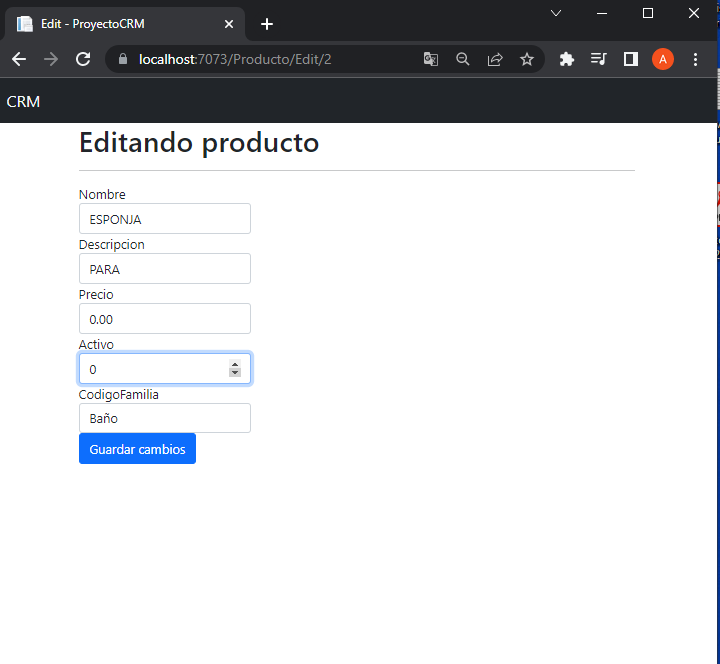 Edit - ProyectoCRM
localhost:7073/Producto/Edit/2
A
CRM
Editando producto
Nombre
ESPONJA
Descripcion
PARA
Precio
0.00
Activo
0
CodigoFamilia
Baño
Guardar cambios